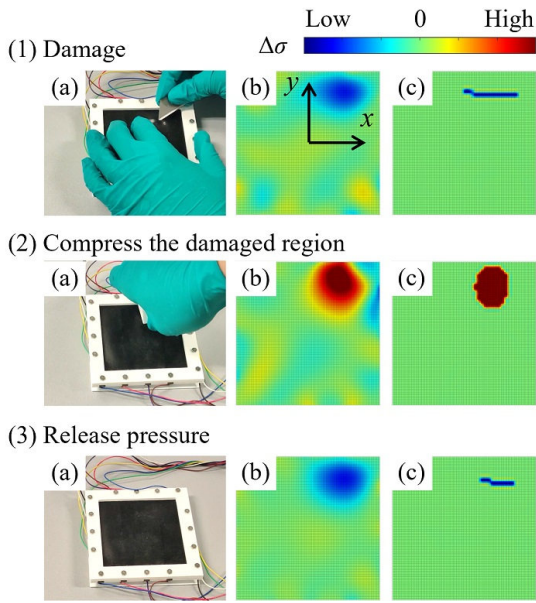 Low 0 High
Δσ
(1) Damage
(a) (b) (c)
y
x
(2) Compress the damaged region
(a) (b) (c)
(3) Release pressure
(a) (b) (c)